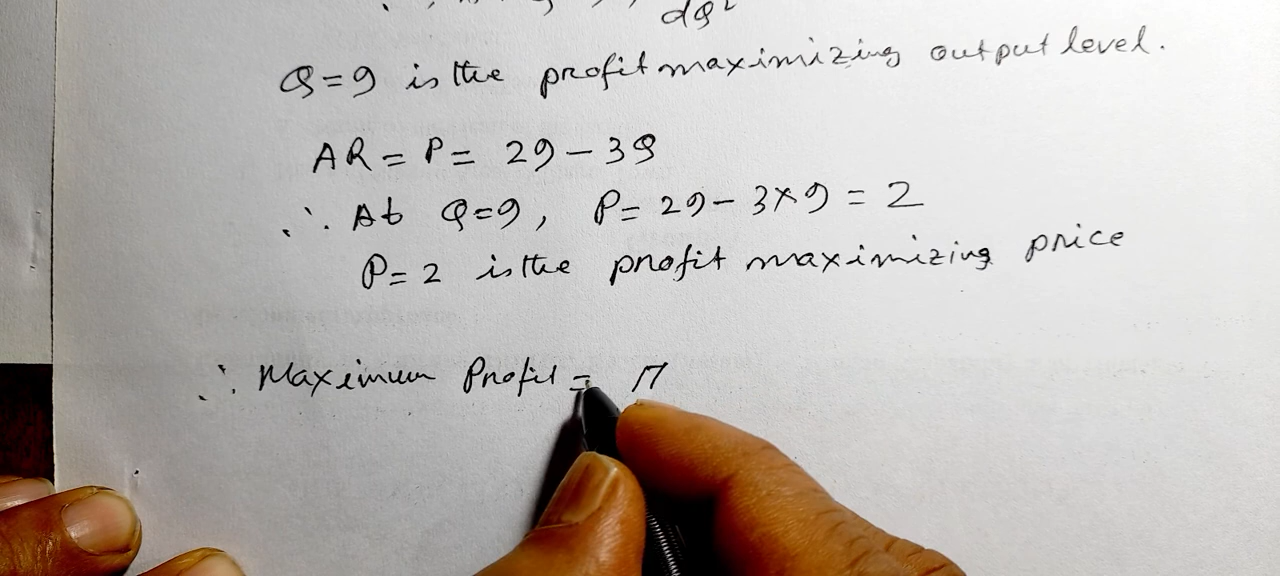 dQ²
Q=9 is the profit maximizing output level.
AR = P = 29 − 3Q
∴ At Q=9, P= 29 − 3×9 = 2
P= 2 is the profit maximizing price
∴ Maximum Profit = Π